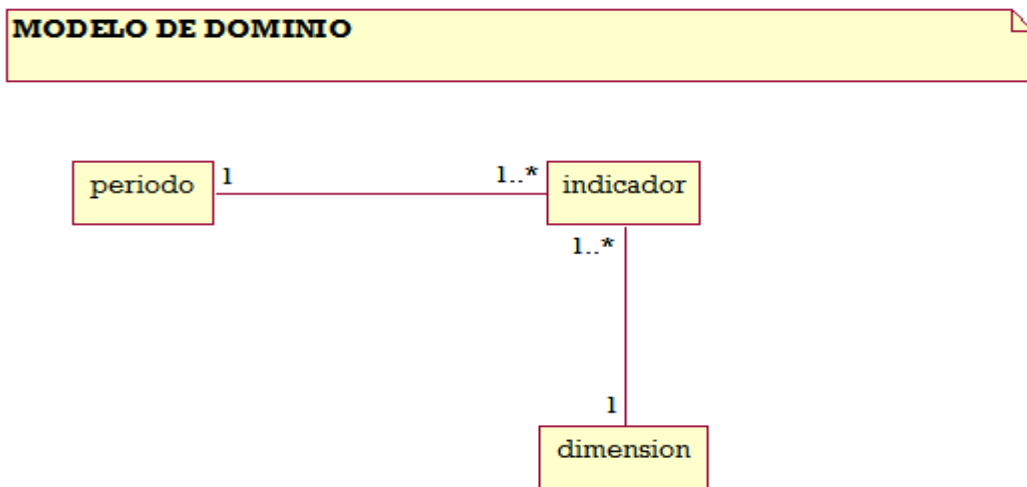 MODELO DE DOMINIO
periodo
1
1..*
indicador
1..*
1
dimension